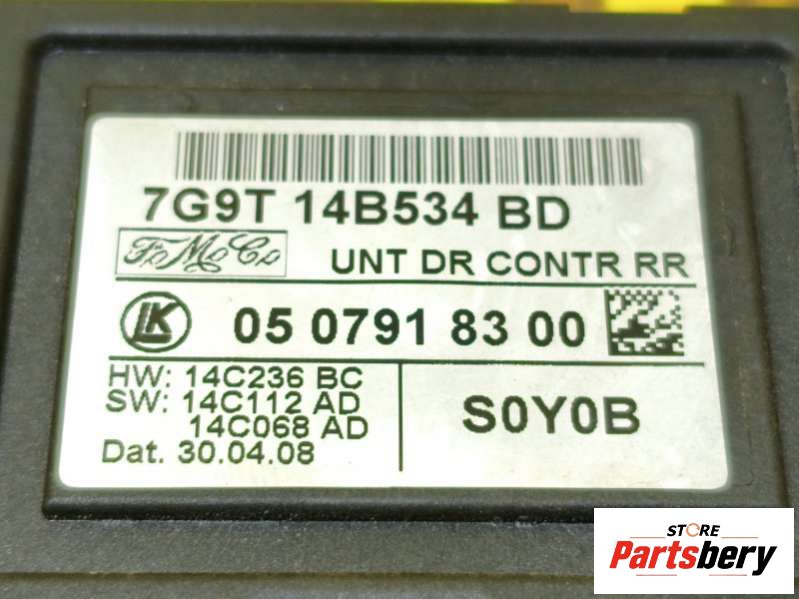 7G9T 14B534 BD
FoMoCo
UNT DR CONTR RR
LK
05 0791 83 00
HW: 14C236 BC
SW: 14C112 AD
14C068 AD
Dat. 30.04.08
S0Y0B
STORE
Partsbery